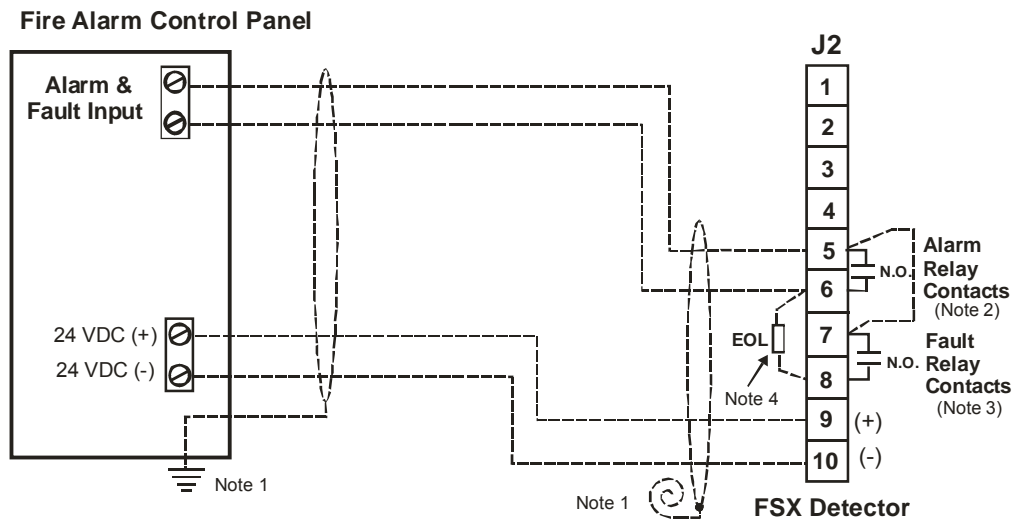 Fire Alarm Control Panel
Alarm &
Fault Input
24 VDC (+)
24 VDC (-)
Note 1
J2
1
2
3
4
5
6
7
8
9
10
N.O.
Alarm
Relay
Contacts
(Note 2)
EOL
Note 4
N.O.
Fault
Relay
Contacts
(Note 3)
(+)
(-)
Note 1
FSX Detector